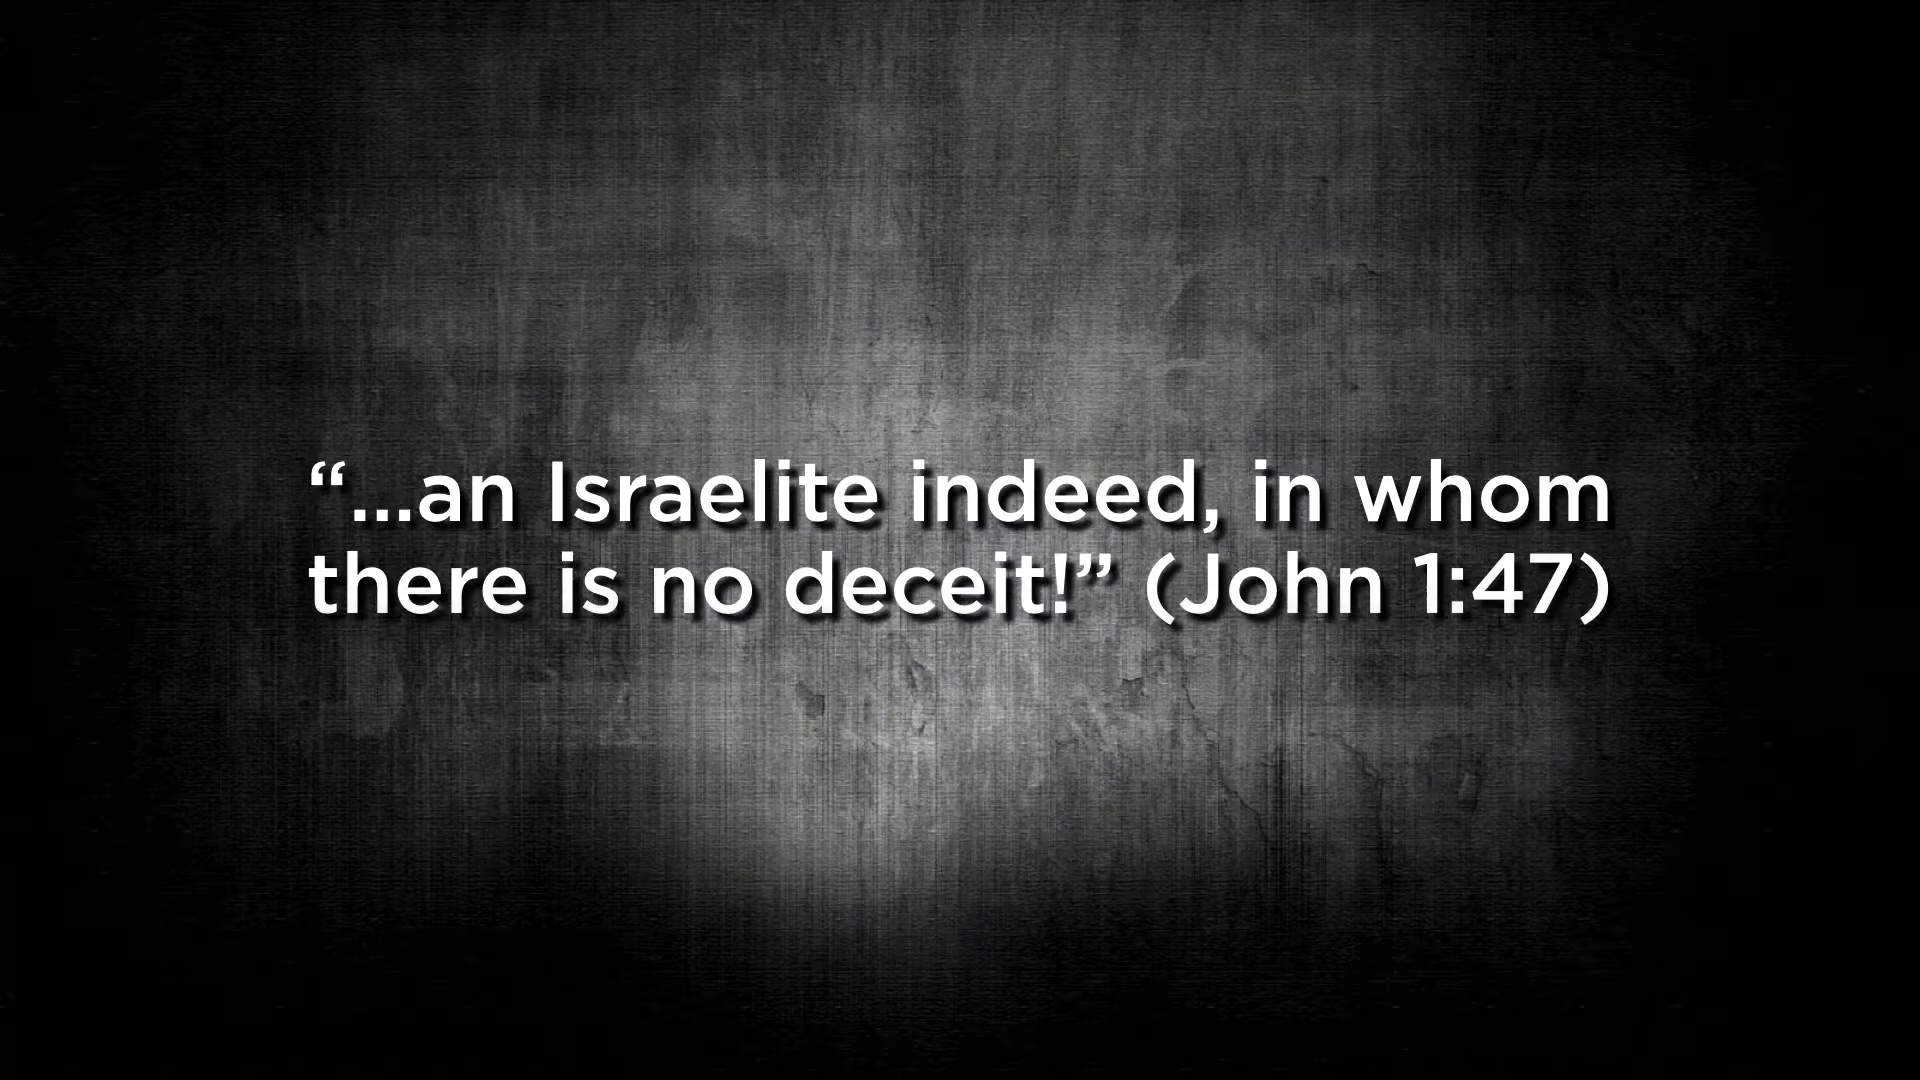 “...an Israelite indeed, in whom
there is no deceit!” (John 1:47)